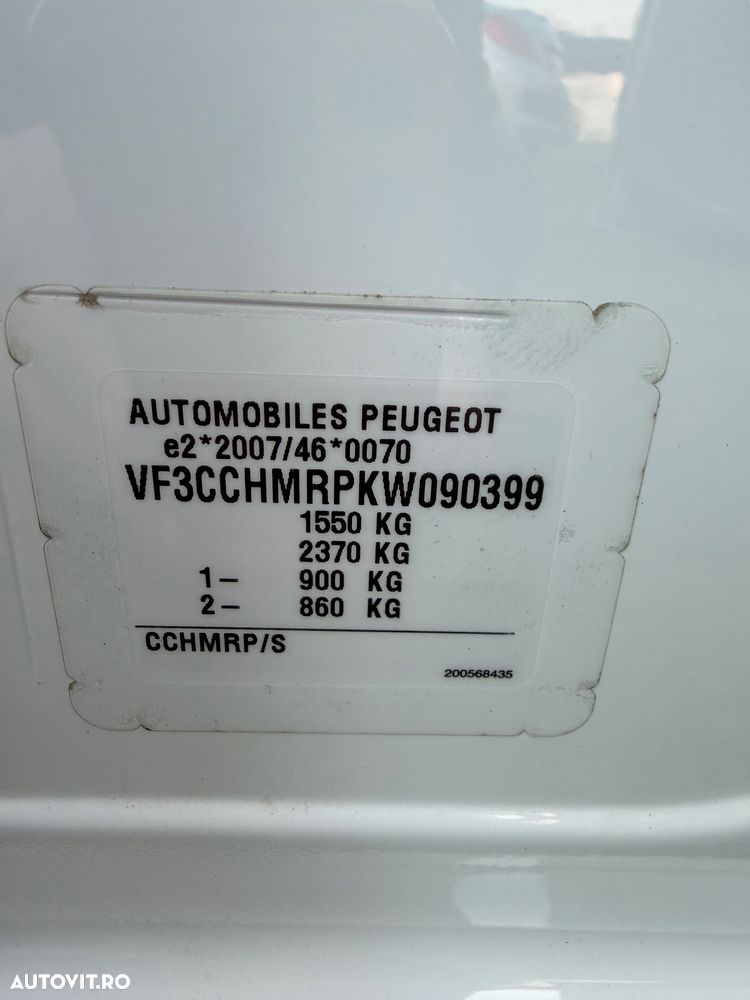 AUTOMOBILES PEUGEOT
e2*2007/46*0070
VF3CCHMRPKW090399
1550 KG
2370 KG
1- 900 KG
2- 860 KG
CCHMRP/S
200568435
AUTOVIT.RO